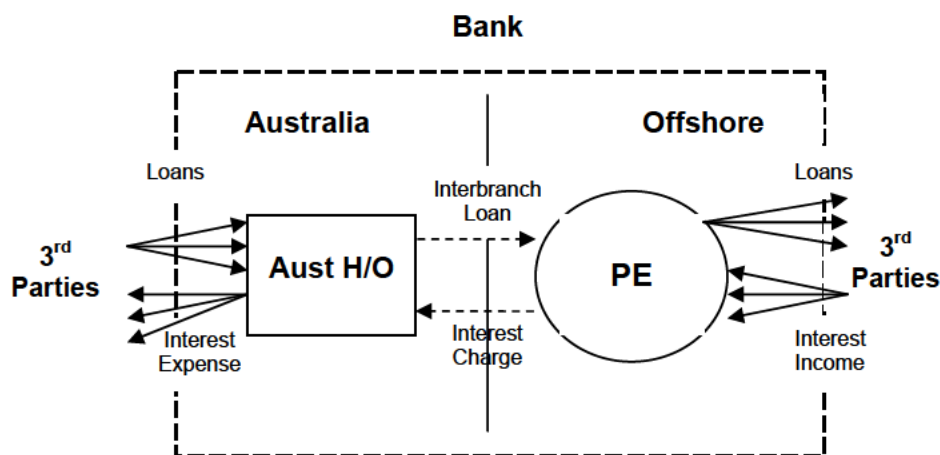 Bank
Australia
Offshore
Loans
Interbranch
Loan
Loans
3rd
Parties
Aust H/O
PE
3rd
Parties
Interest
Expense
Interest
Charge
Interest
Income